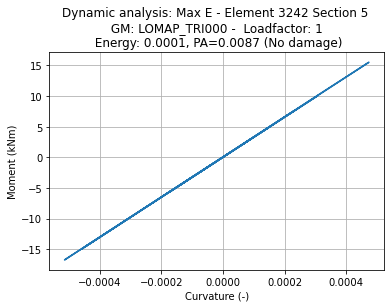 Dynamic analysis: Max E - Element 3242 Section 5
GM: LOMAP_TRI000 -  Loadfactor: 1
Energy: 0.0001, PA=0.0087 (No damage)
Moment (kNm)
15
10
5
0
−5
−10
−15
−0.0004
−0.0002
0.0000
0.0002
0.0004
Curvature (-)